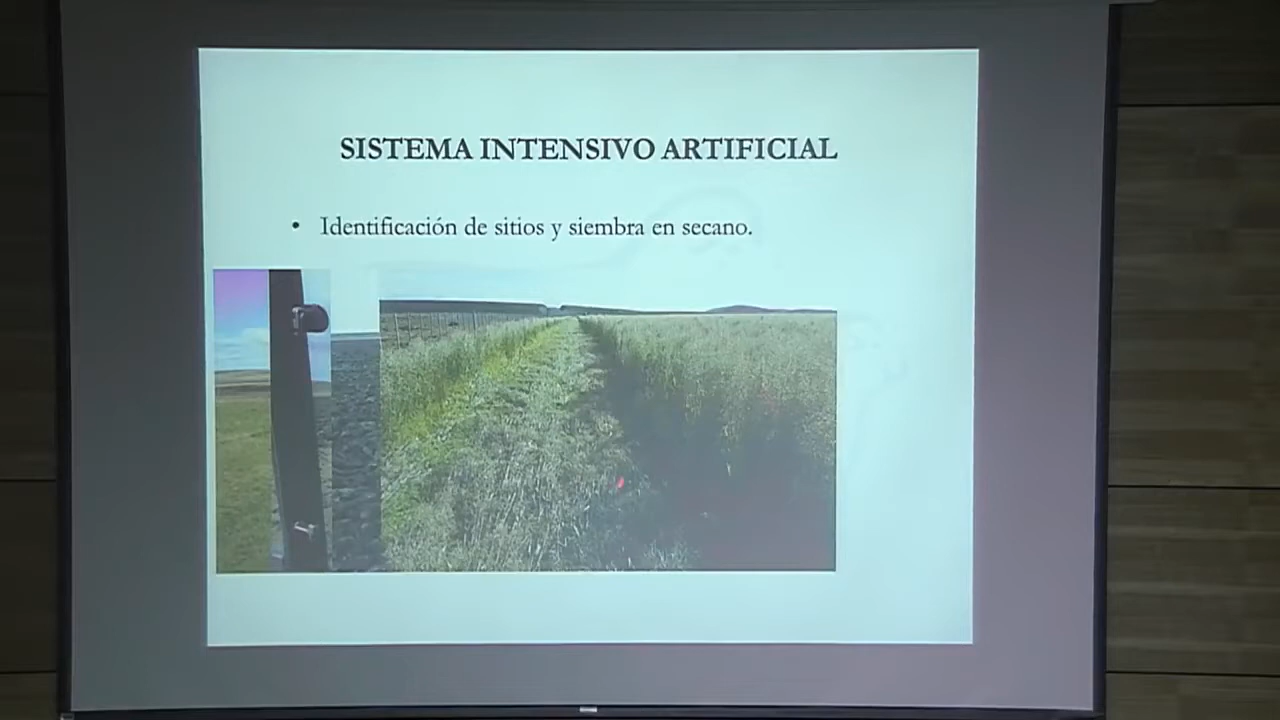 SISTEMA INTENSIVO ARTIFICIAL
• Identificación de sitios y siembra en secano.